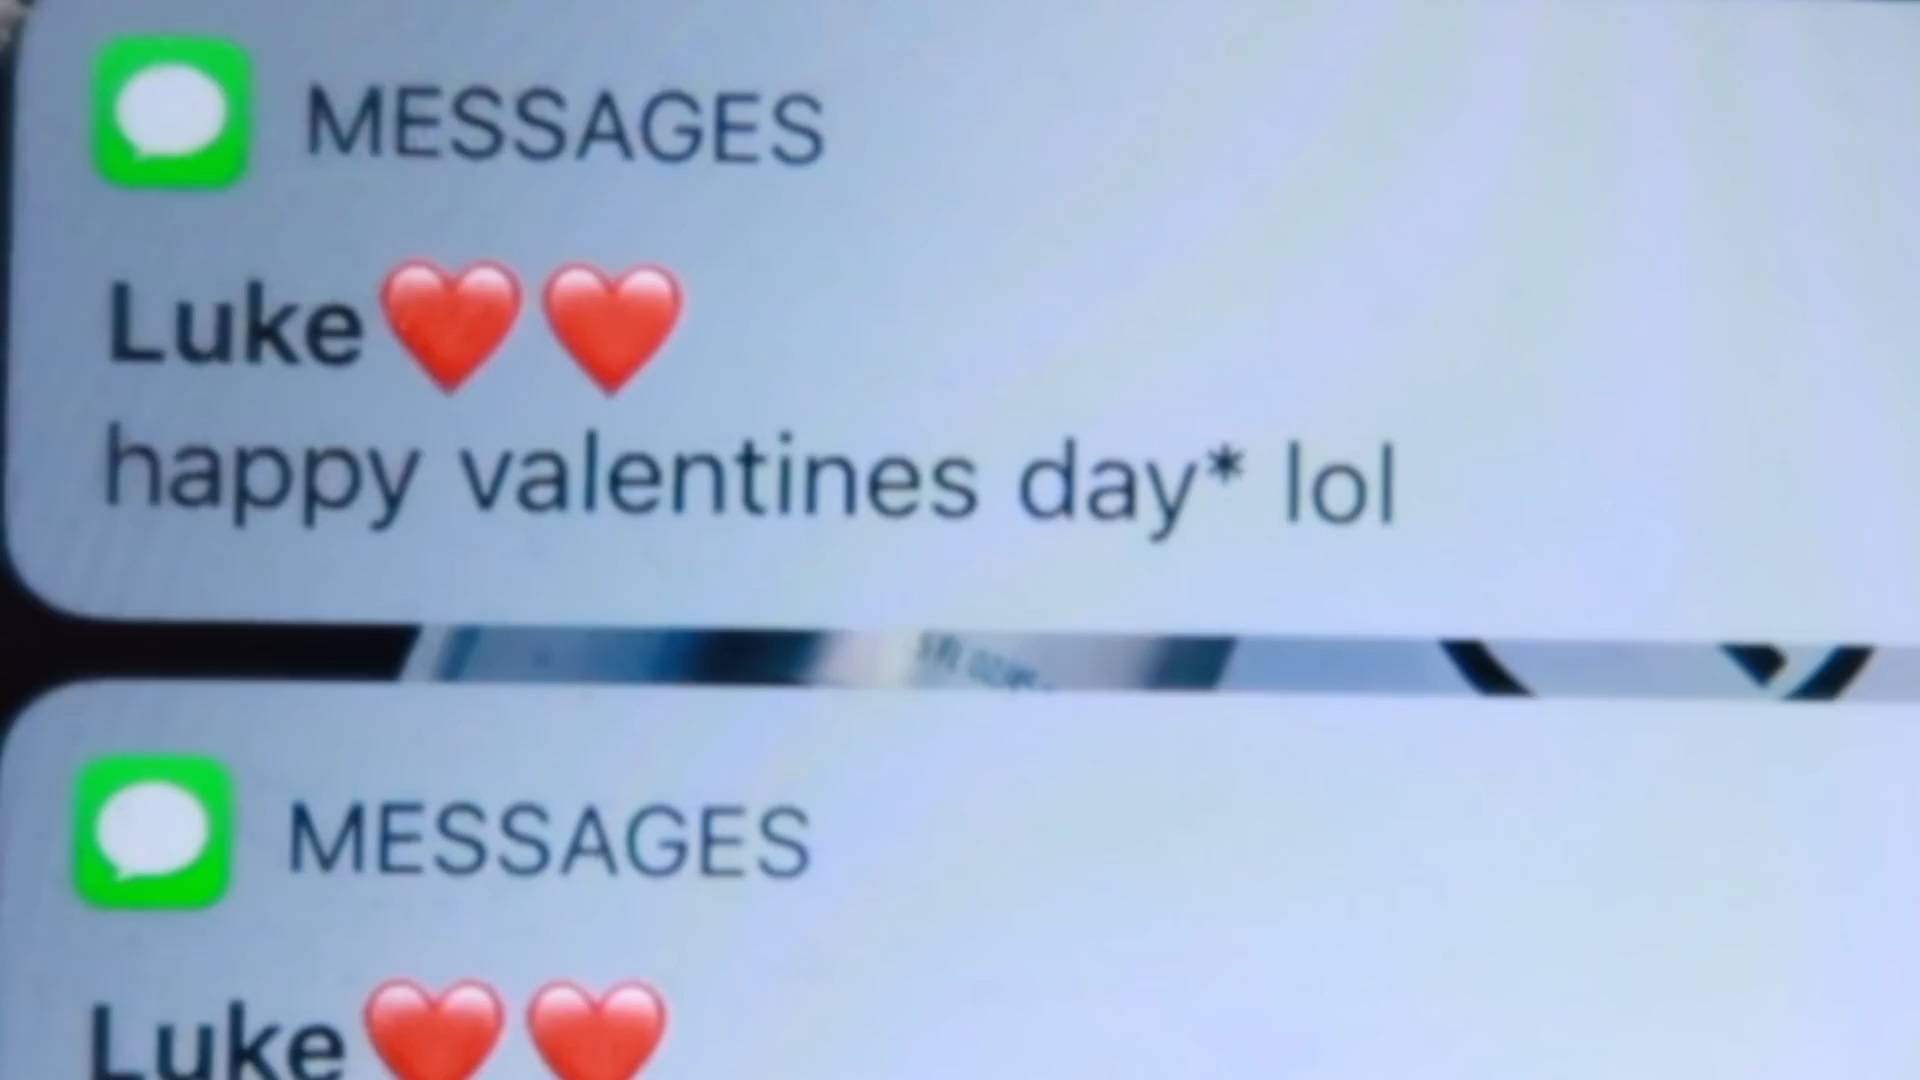 MESSAGES
Luke❤️❤️
happy valentines day* lol
MESSAGES
Luke❤️❤️